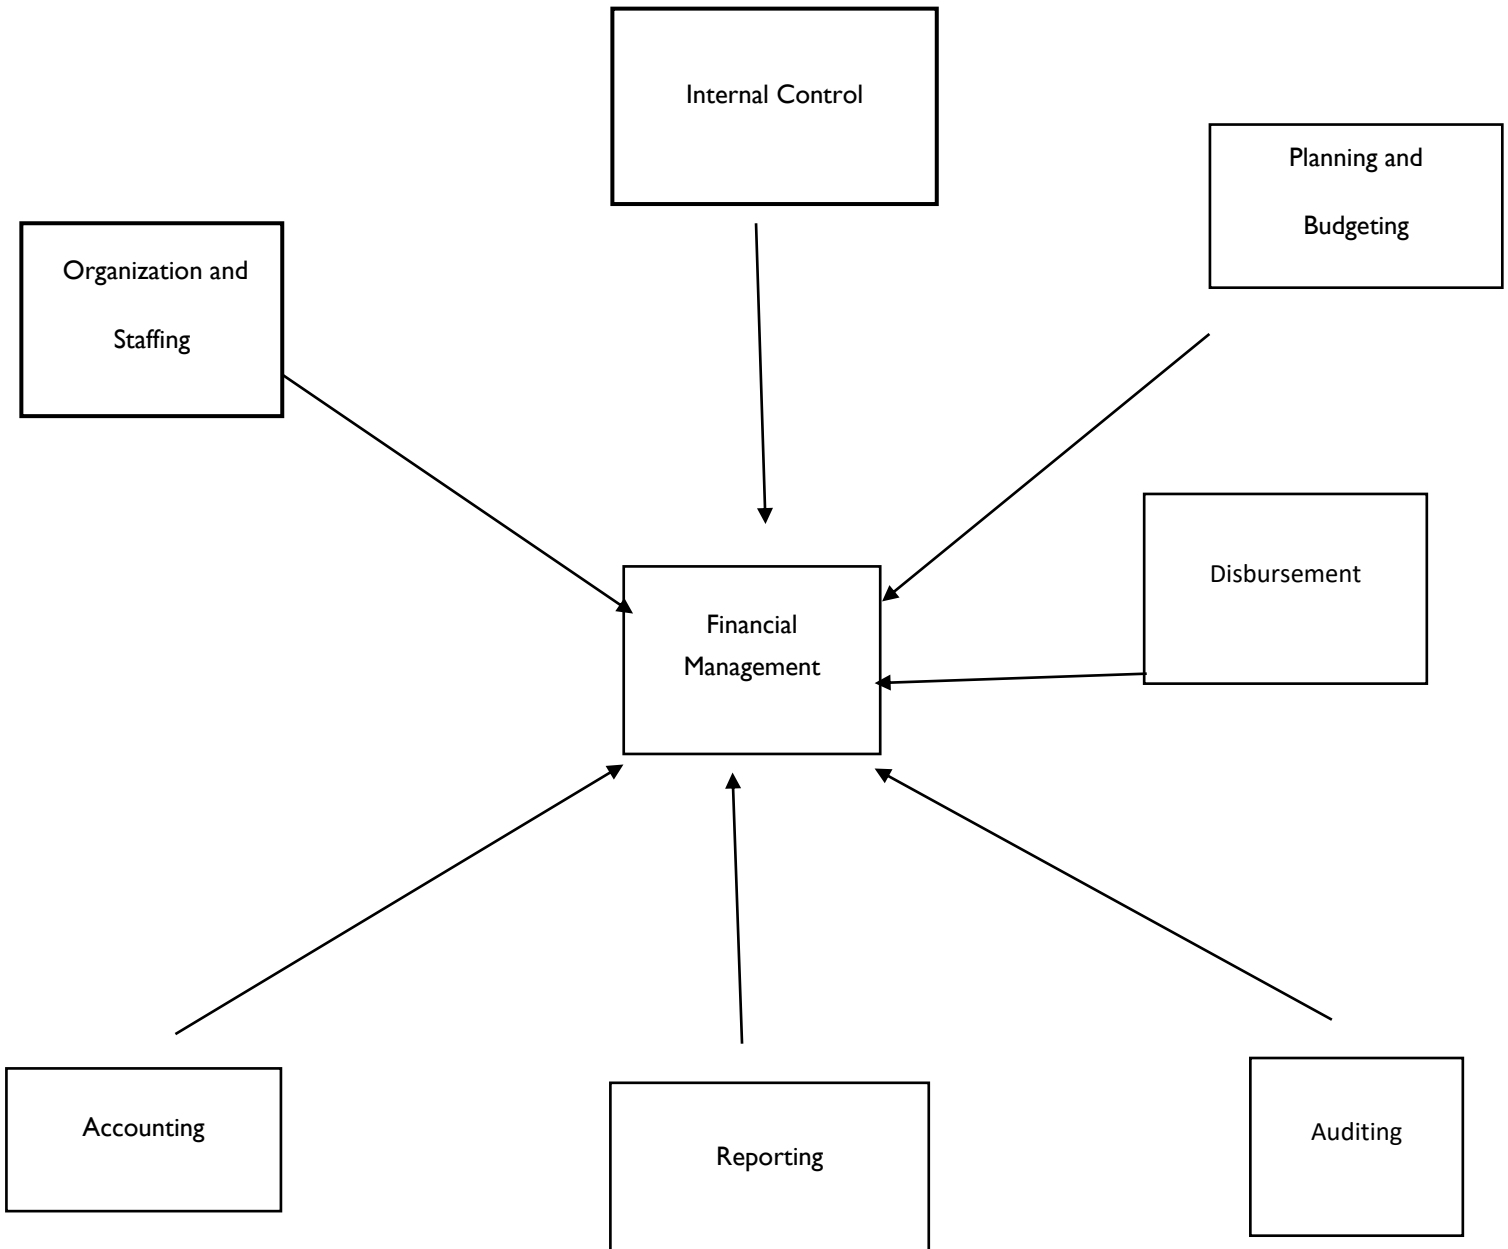 Internal Control
Planning and
Budgeting
Organization and
Staffing
Disbursement
Financial
Management
Accounting
Reporting
Auditing